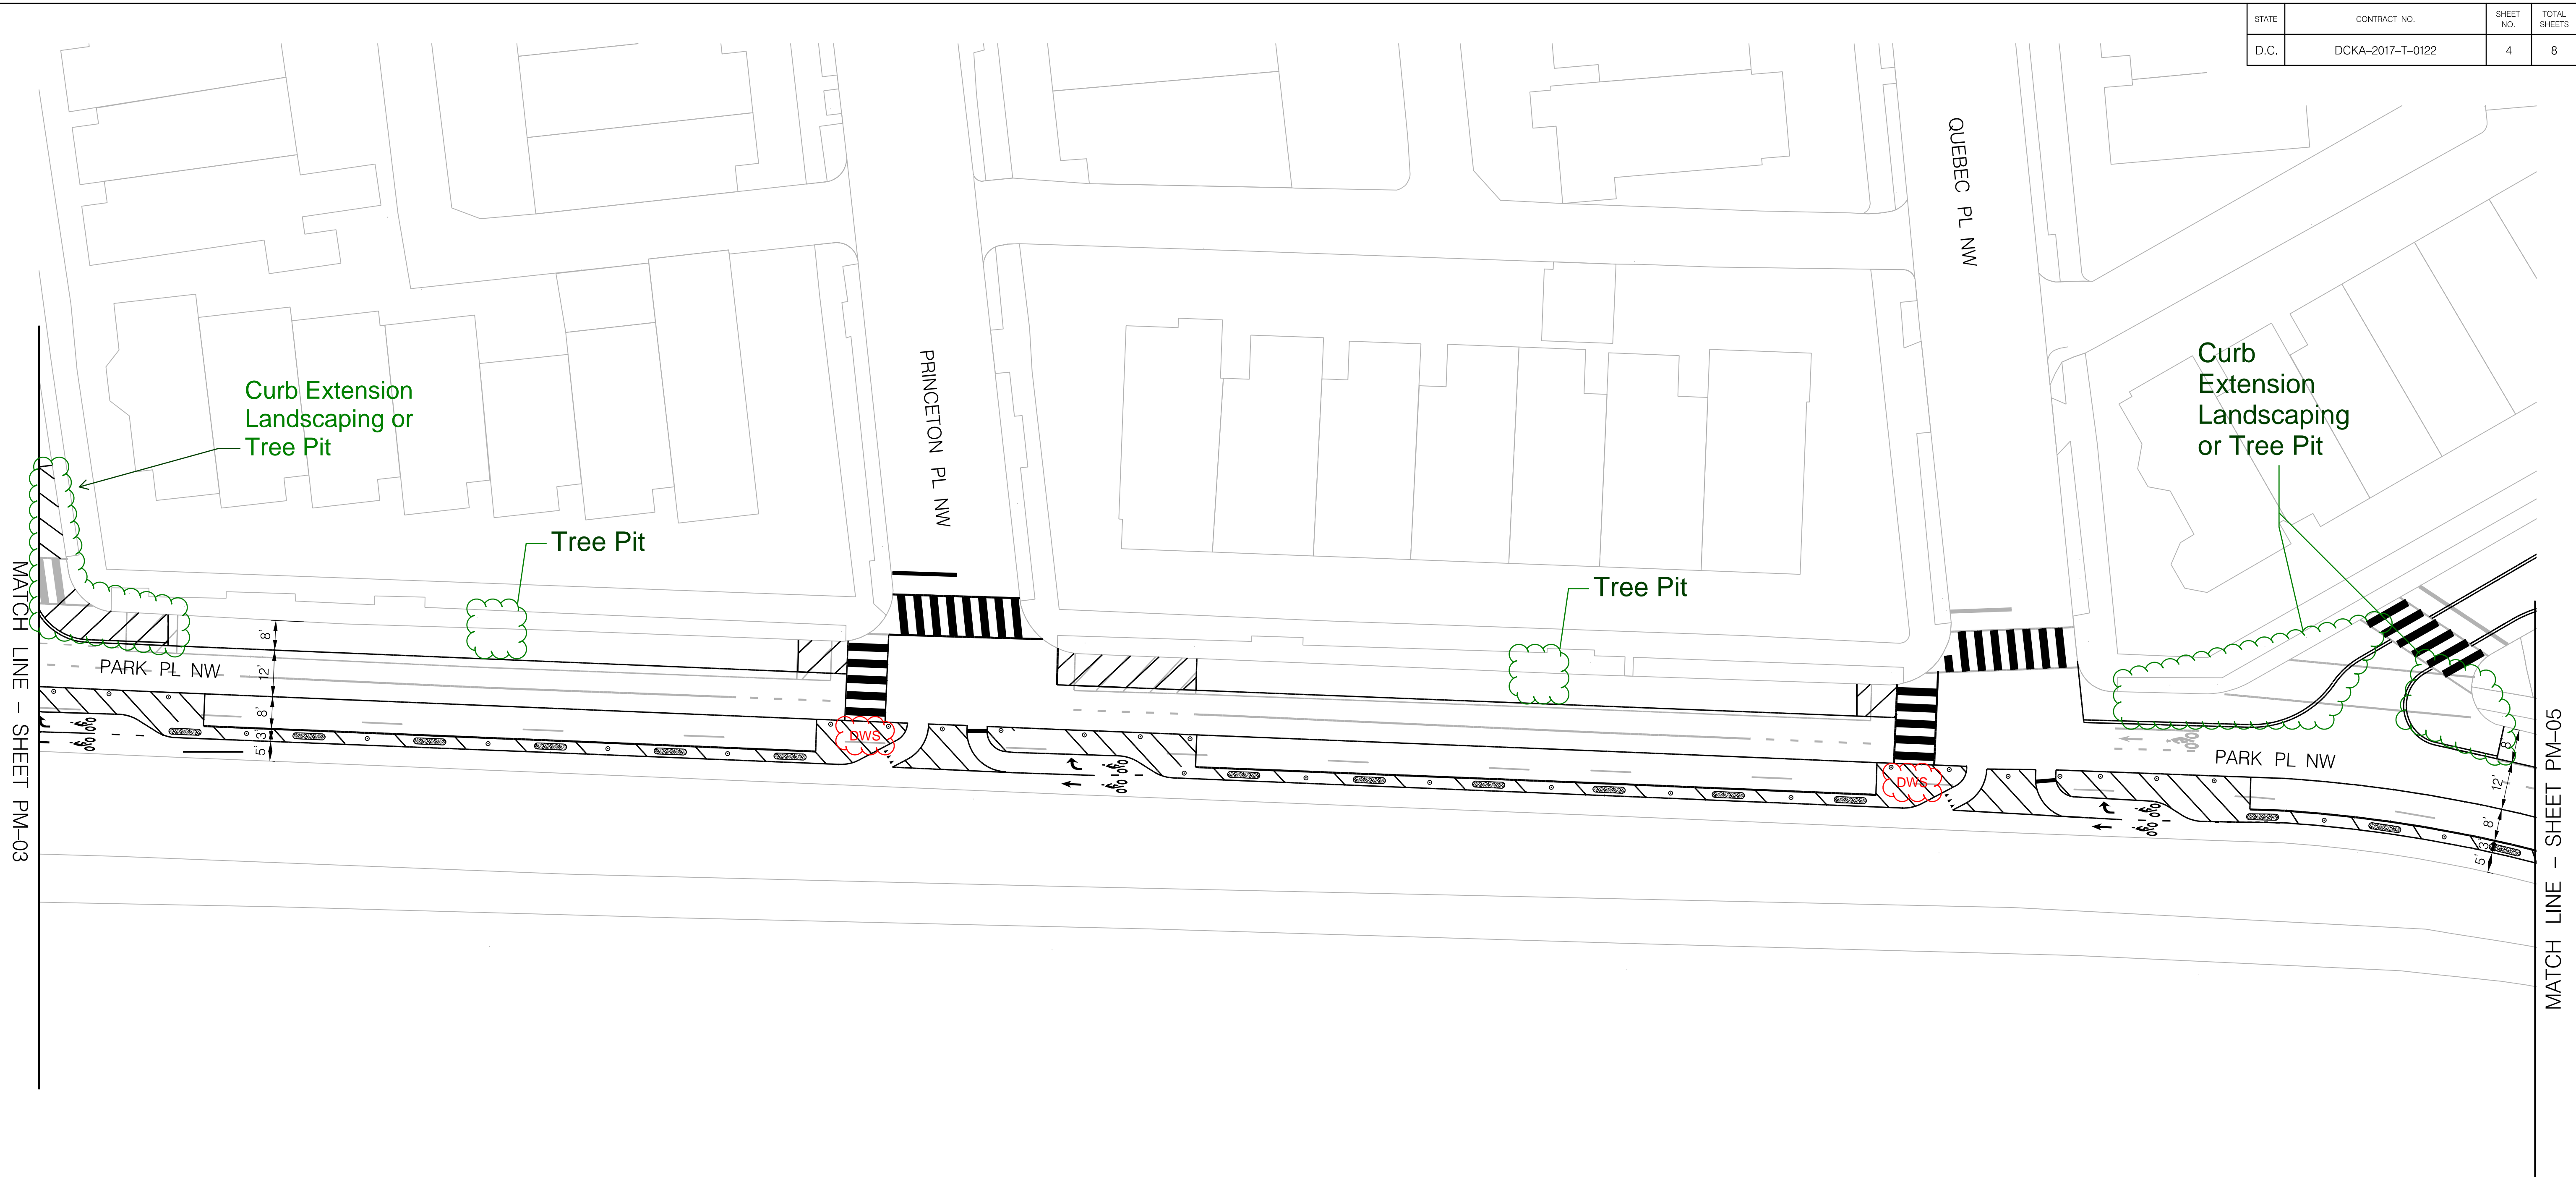 STATE
CONTRACT NO.
SHEET NO.
TOTAL SHEETS
D.C.
DCKA–2017–T–0122
4
8
QUEBEC PL NW
PRINCETON PL NW
Curb Extension
Landscaping or
Tree Pit
Tree Pit
Tree Pit
Curb
Extension
Landscaping
or Tree Pit
MATCH LINE – SHEET PM–03
PARK PL NW
8'
12'
8'
3'
5'
DWS
DWS
PARK PL NW
8'
12'
8'
3'
5'
MATCH LINE – SHEET PM–05